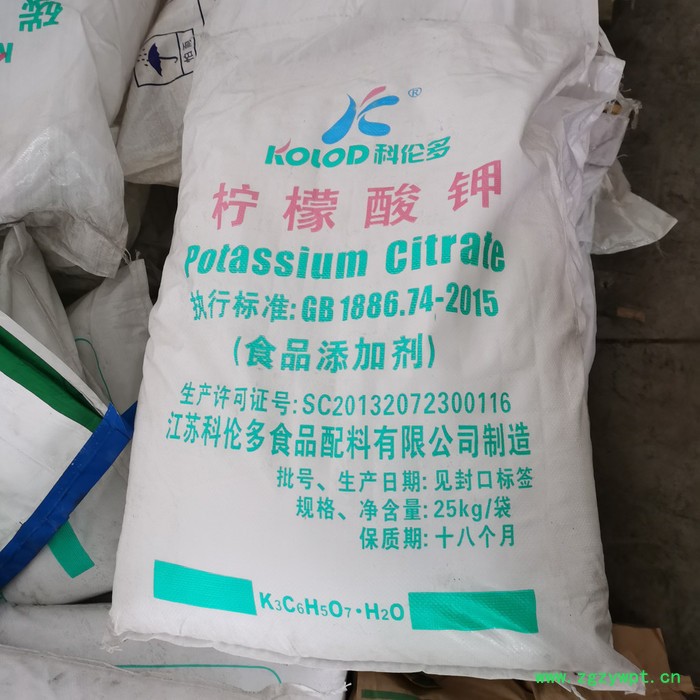 KOLOD科伦多®
柠檬酸钾
Potassium Citrate
执行标准:GB 1886.74-2015
(食品添加剂)
生产许可证号:SC20132072300116
江苏科伦多食品配料有限公司制造
批号、生产日期:见封口标签
规格、净含量:25kg/袋
保质期:十八个月
K3C6H5O7·H2O
www.zgzywpt.cn